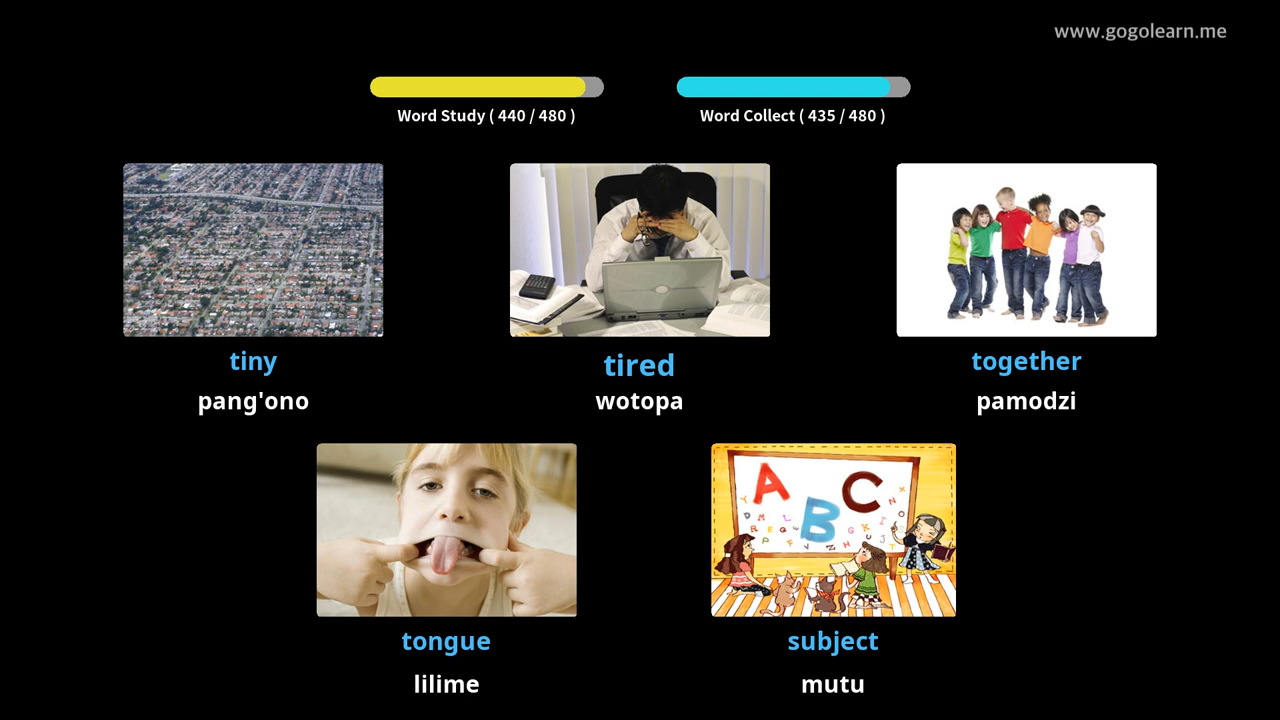 www.gogolearn.me
Word Study ( 440 / 480 )
Word Collect ( 435 / 480 )
tiny
pang'ono
tired
wotopa
together
pamodzi
A B C
tongue
lilime
subject
mutu